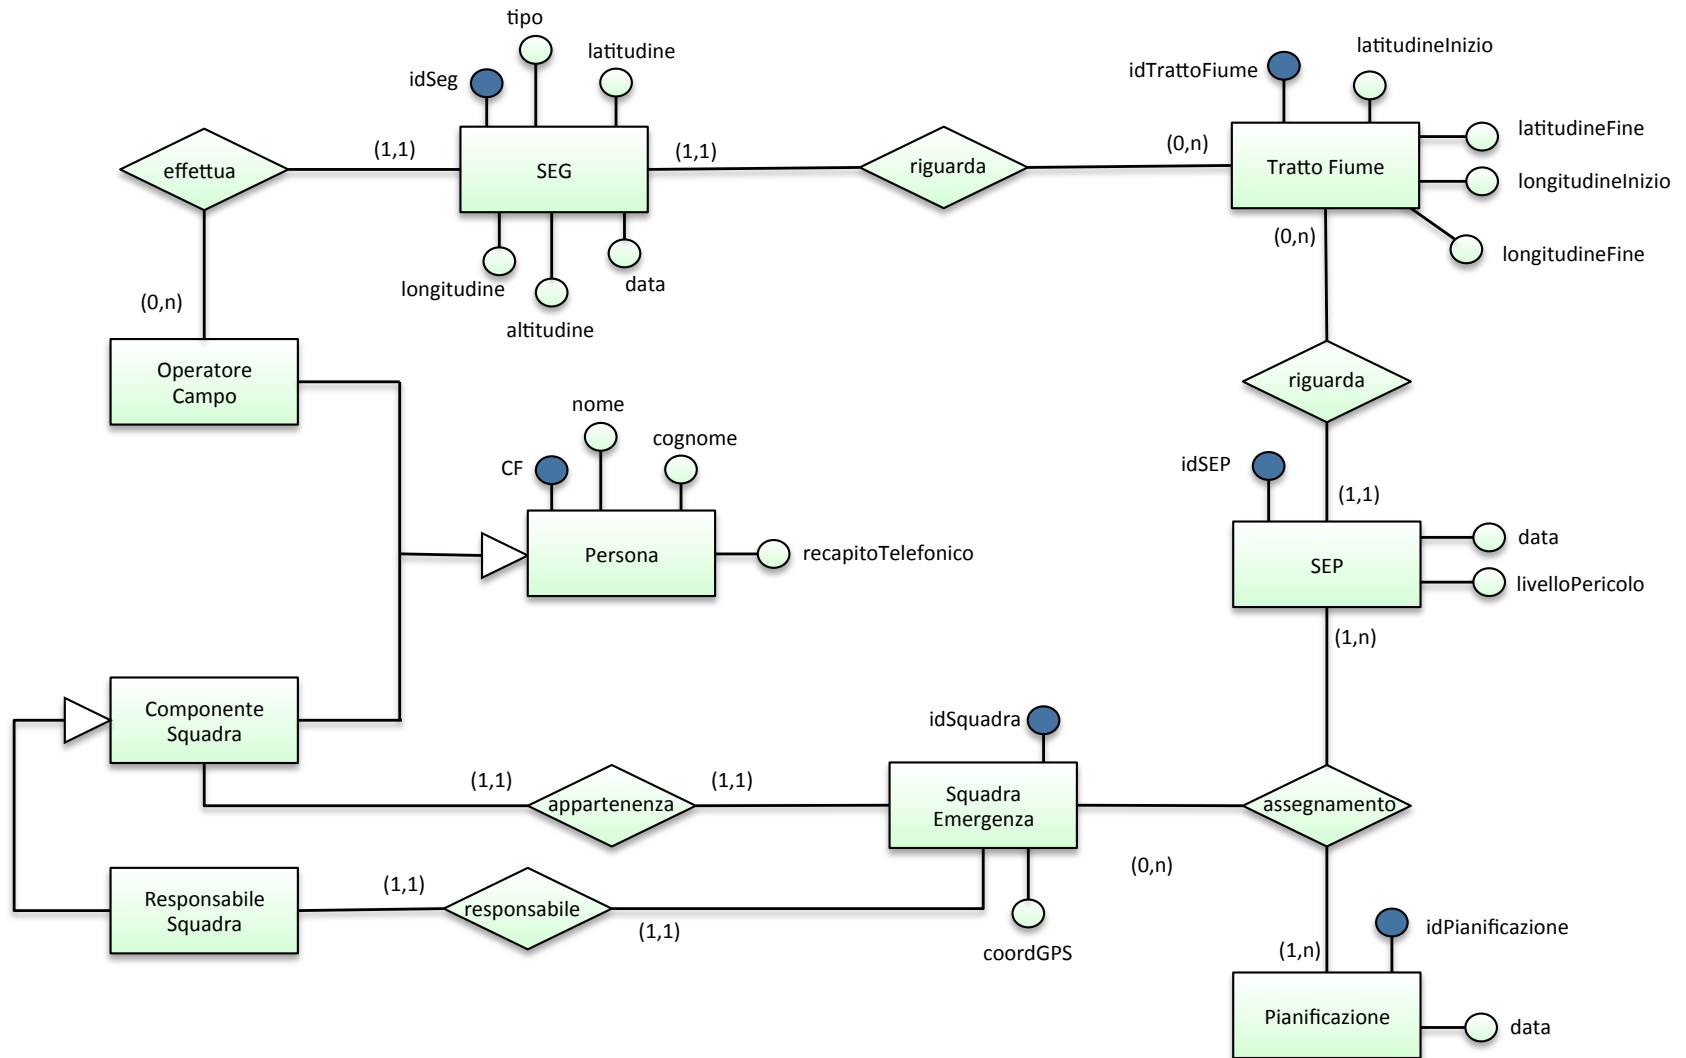 tipo
latitudine
idSeg
latitudineInizio
idTrattoFiume
latitudineFine
effettua
(1,1)
SEG
(1,1)
riguarda
(0,n)
Tratto Fiume
longitudineInizio
(0,n)
longitudineFine
longitudine
data
altitudine
(0,n)
Operatore
Campo
riguarda
nome
cognome
CF
idSEP
(1,1)
Persona
recapitoTelefonico
SEP
data
livelloPericolo
(1,n)
Componente
Squadra
idSquadra
(1,1)
appartenenza
(1,1)
Squadra
Emergenza
assegnamento
(0,n)
Responsabile
Squadra
(1,1)
responsabile
(1,1)
coordGPS
idPianificazione
(1,n)
Pianificazione
data